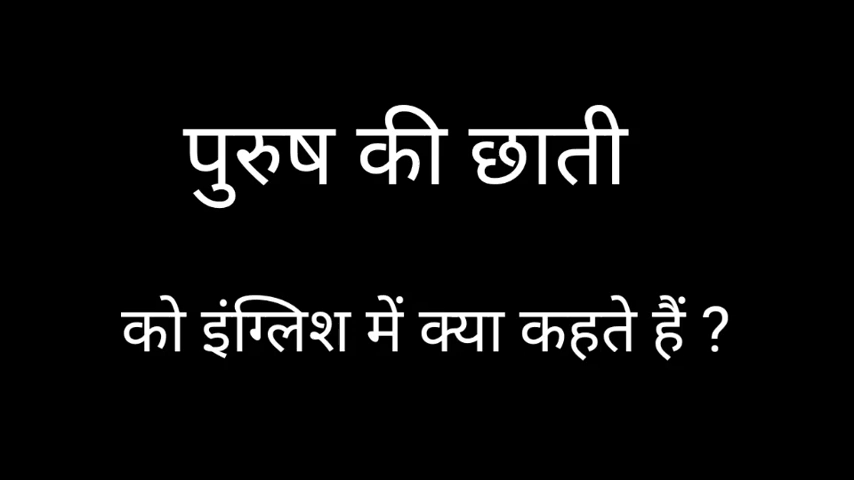 पुरुष की छाती
को इंग्लिश में क्या कहते हैं ?